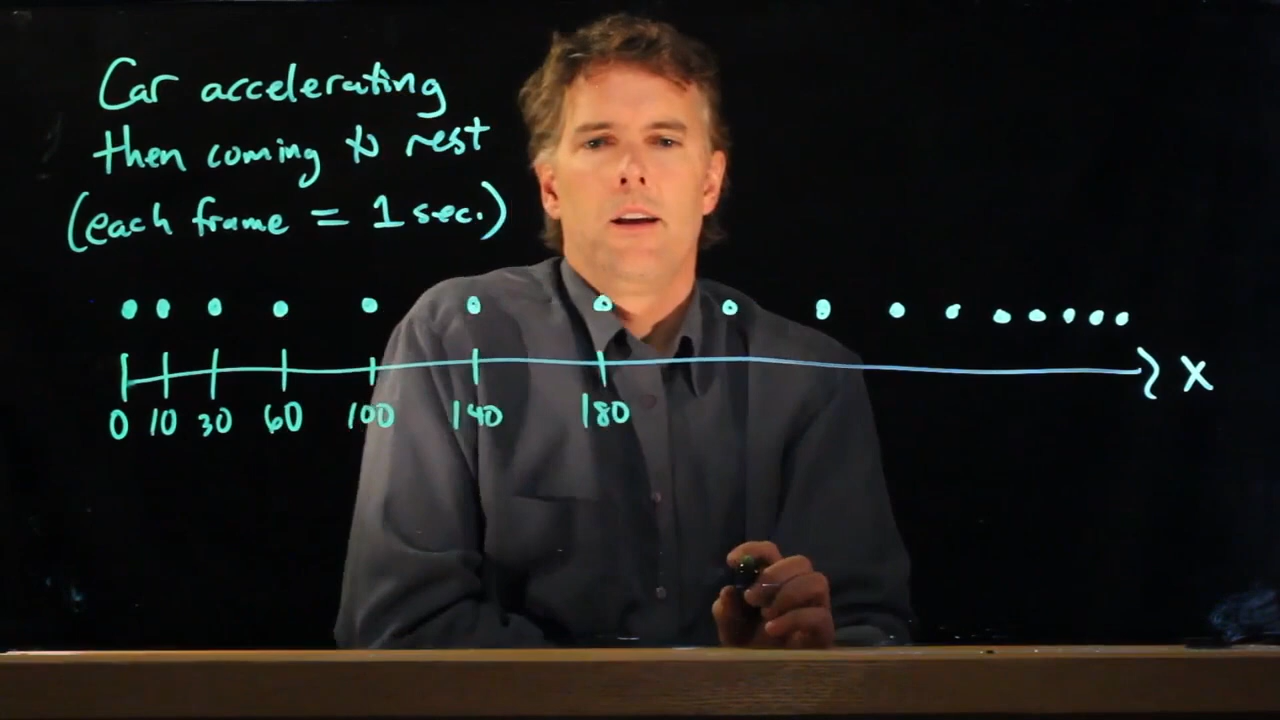 Car accelerating
then coming to rest
(each frame = 1 sec.)
0 10 30 60 100 140 180 X